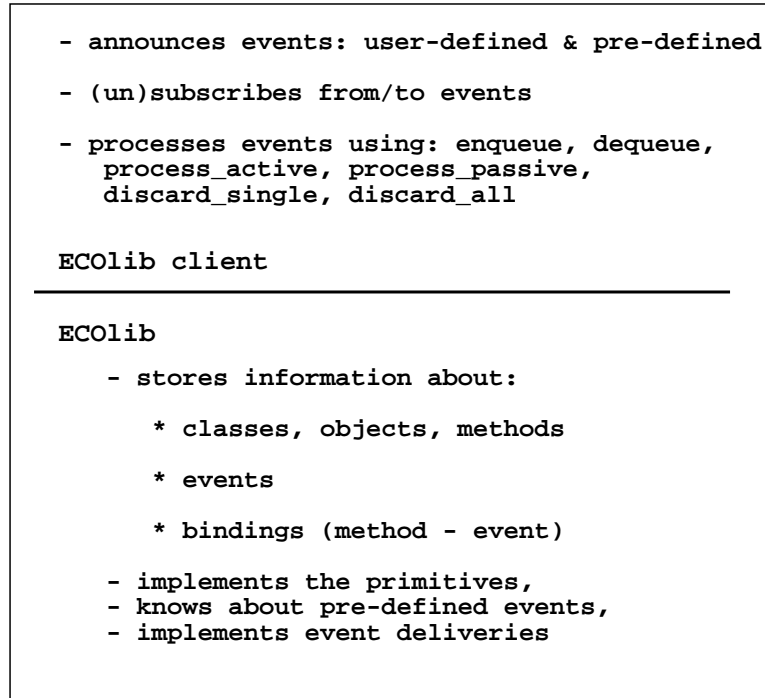 - announces events: user-defined & pre-defined
- (un)subscribes from/to events
- processes events using: enqueue, dequeue,
process_active, process_passive,
discard_single, discard_all
ECOlib client
ECOlib
- stores information about:
* classes, objects, methods
* events
* bindings (method - event)
- implements the primitives,
- knows about pre-defined events,
- implements event deliveries